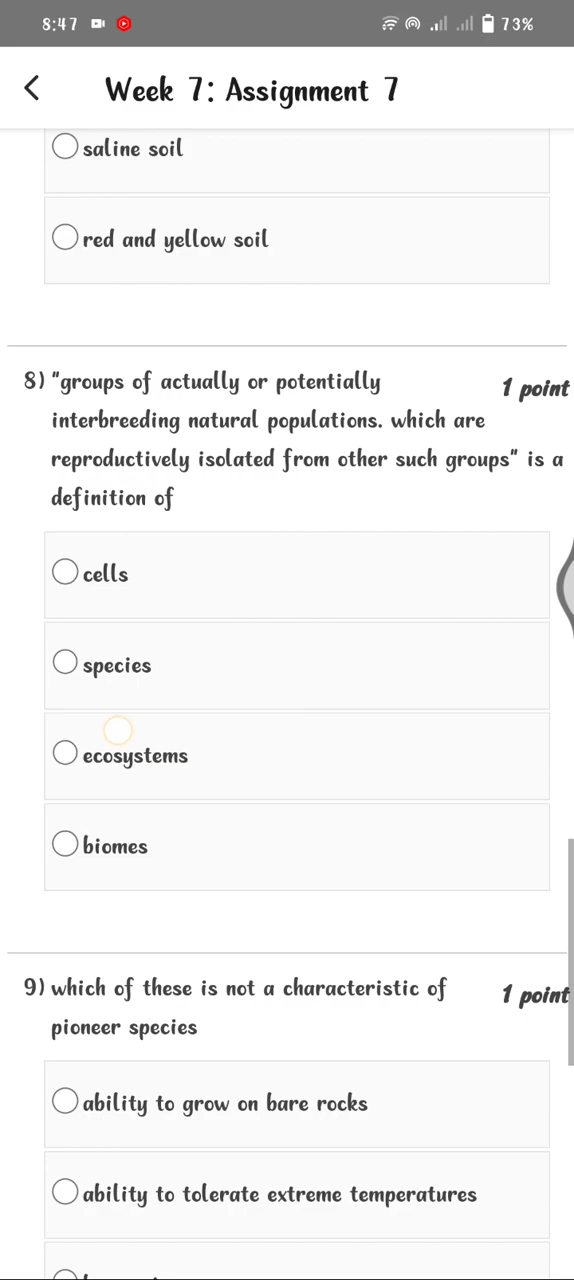 8:47 73%
Week 7: Assignment 7
saline soil
red and yellow soil
8) "groups of actually or potentially 1 point
interbreeding natural populations. which are
reproductively isolated from other such groups" is a
definition of
cells
species
ecosystems
biomes
9) which of these is not a characteristic of 1 point
pioneer species
ability to grow on bare rocks
ability to tolerate extreme temperatures